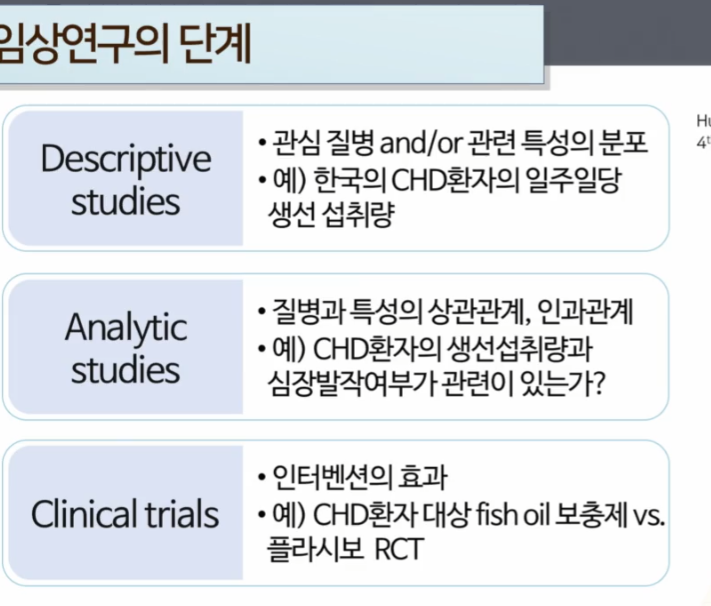 임상연구의 단계
Descriptive
studies
• 관심 질병 and/or 관련 특성의 분포
• 예) 한국의 CHD환자의 일주일당
생선 섭취량
Analytic
studies
• 질병과 특성의 상관관계, 인과관계
• 예) CHD환자의 생선섭취량과
심장발작여부가 관련이 있는가?
Clinical trials
• 인터벤션의 효과
• 예) CHD환자 대상 fish oil 보충제 vs.
플라시보 RCT